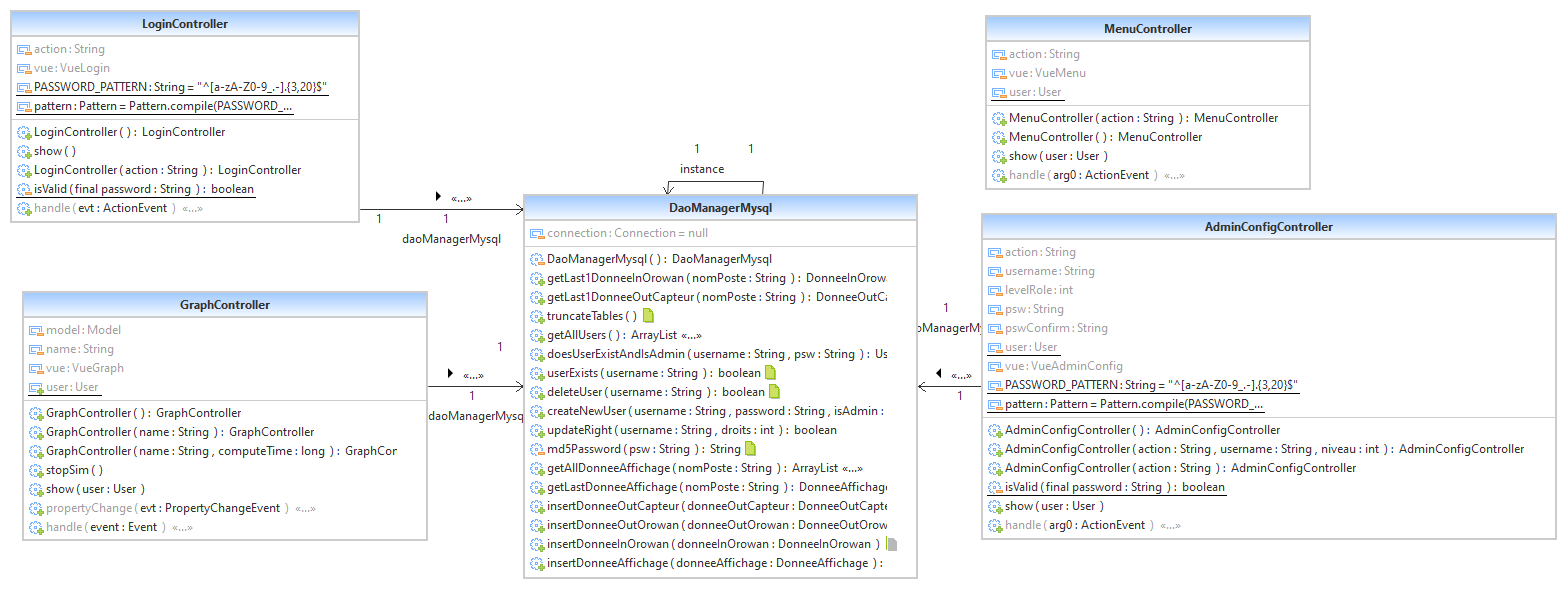 LoginController
action : String
vue : VueLogin
PASSWORD_PATTERN : String = "^[a-zA-Z0-9_.-].{3,20}$"
pattern : Pattern = Pattern.compile(PASSWORD_...
LoginController ( ) : LoginController
show ( )
LoginController ( action : String ) : LoginController
isValid ( final password : String ) : boolean
handle ( evt : ActionEvent ) «...»
«...»
1
1
daoManagerMysql
GraphController
model : Model
name : String
vue : VueGraph
user : User
GraphController ( ) : GraphController
GraphController ( name : String ) : GraphController
GraphController ( name : String , computeTime : long ) : GraphCon
stopSim ( )
show ( user : User )
propertyChange ( evt : PropertyChangeEvent ) «...»
handle ( event : Event ) «...»
1
«...»
1
daoManagerMysq
1
1
instance
DaoManagerMysql
connection : Connection = null
DaoManagerMysql ( ) : DaoManagerMysql
getLast1DonneeInOrowan ( nomPoste : String ) : DonneeInOrowa
getLast1DonneeOutCapteur ( nomPoste : String ) : DonneeOutCa
truncateTables ( )
getAllUsers ( ) : ArrayList «...»
doesUserExistAndIsAdmin ( username : String , psw : String ) : Us
userExists ( username : String ) : boolean
deleteUser ( username : String ) : boolean
createNewUser ( username : String , password : String , isAdmin :
updateRight ( username : String , droits : int ) : boolean
md5Password ( psw : String ) : String
getAllDonneeAffichage ( nomPoste : String ) : ArrayList «...»
getLastDonneeAffichage ( nomPoste : String ) : DonneeAffichage
insertDonneeOutCapteur ( donneeOutCapteur : DonneeOutCapte
insertDonneeOutOrowan ( donneeOutOrowan : DonneeOutOrow
insertDonneeInOrowan ( donneeInOrowan : DonneeInOrowan )
insertDonneeAffichage ( donneeAffichage : DonneeAffichage ) :
MenuController
action : String
vue : VueMenu
user : User
MenuController ( action : String ) : MenuController
MenuController ( ) : MenuController
show ( user : User )
handle ( arg0 : ActionEvent ) «...»
1
oManagerMy
«...»
1
AdminConfigController
action : String
username : String
levelRole : int
psw : String
pswConfirm : String
user : User
vue : VueAdminConfig
PASSWORD_PATTERN : String = "^[a-zA-Z0-9_.-].{3,20}$"
pattern : Pattern = Pattern.compile(PASSWORD_...
AdminConfigController ( ) : AdminConfigController
AdminConfigController ( action : String , username : String , niveau : int ) : AdminConfigController
AdminConfigController ( action : String ) : AdminConfigController
isValid ( final password : String ) : boolean
show ( user : User )
handle ( arg0 : ActionEvent ) «...»